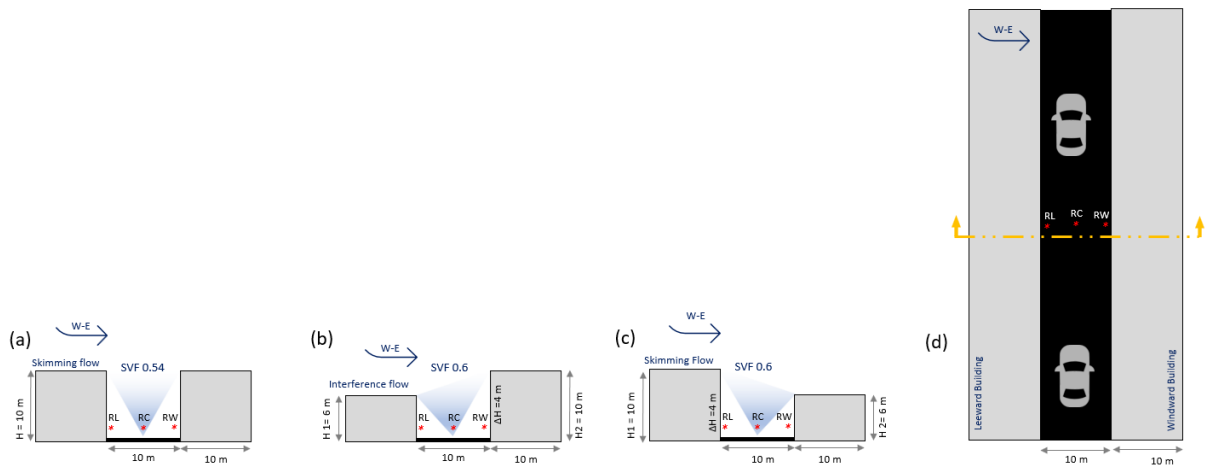 (a)
W-E
Skimming flow
SVF 0.54
H = 10 m
RL
RC
RW
10 m
10 m
(b)
W-E
Interference flow
SVF 0.6
H 1= 6 m
RL
RC
RW
ΔH =4 m
H2 = 10 m
10 m
10 m
(c)
W-E
Skimming flow
SVF 0.6
H1 = 10 m
ΔH =4 m
RL
RC
RW
H 2= 6 m
10 m
10 m
(d)
W-E
RL
RC
RW
Leeward Building
Windward Building
10 m
10 m